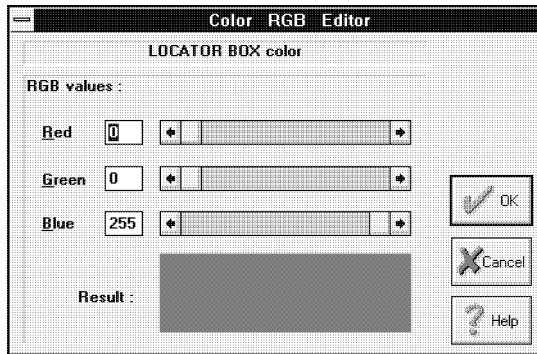 Color RGB Editor
LOCATOR BOX color
RGB values :
Red 0
Green 0
Blue 255
Result :
OK
Cancel
Help